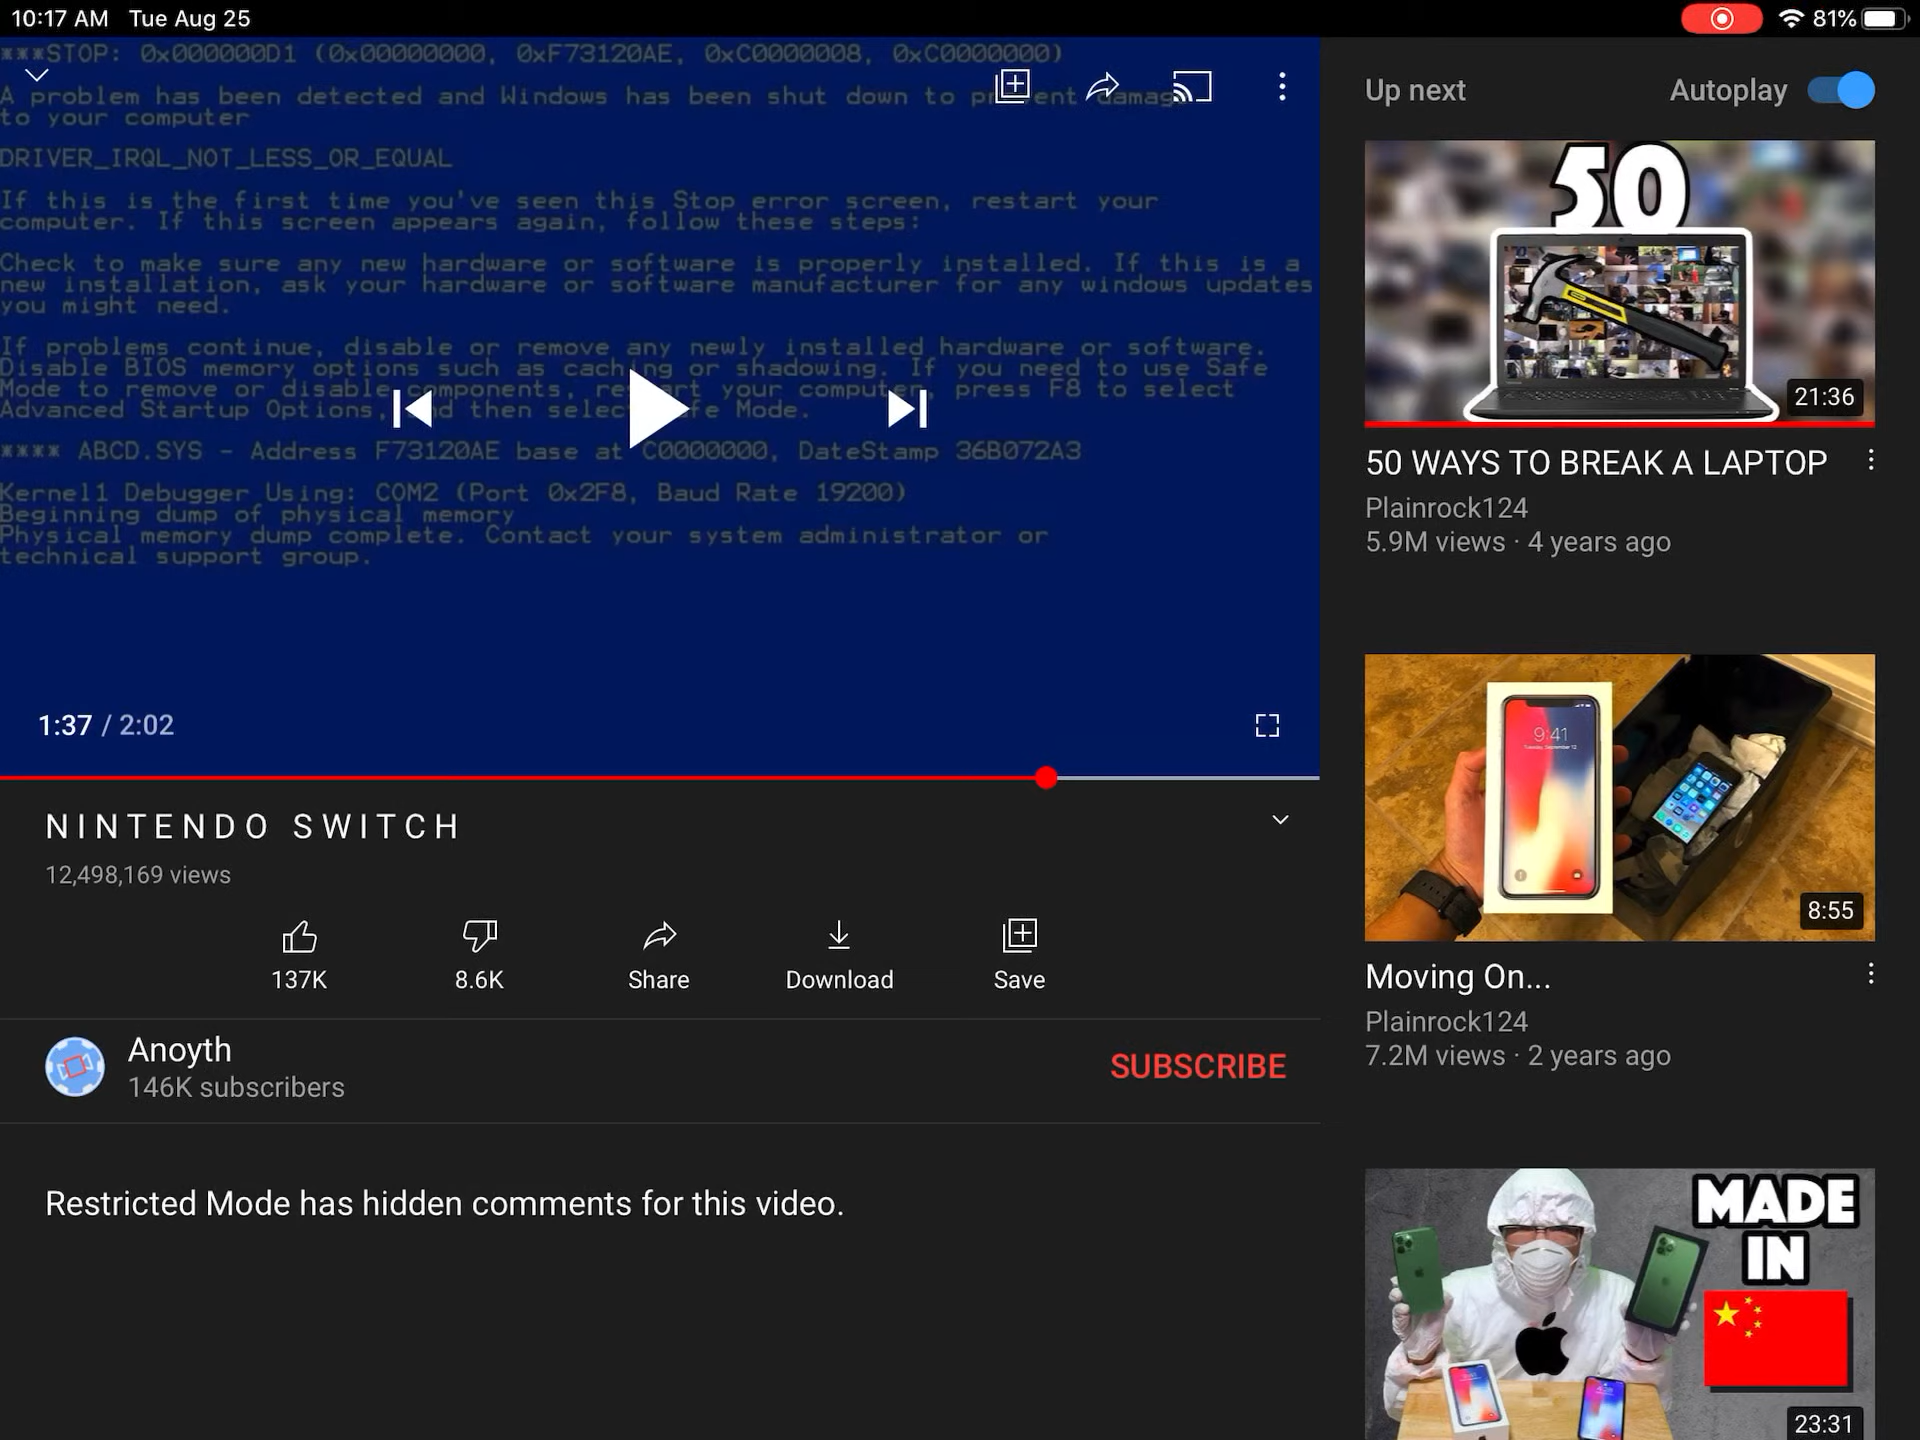 10:17 AM Tue Aug 25
81%
***STOP: 0x000000D1 (0x00000000, 0xF73120AE, 0xC0000008, 0xC0000000)
A problem has been detected and Windows has been shut down to prevent damage
to your computer
DRIVER_IRQL_NOT_LESS_OR_EQUAL
If this is the first time you've seen this Stop error screen, restart your
computer. If this screen appears again, follow these steps:
Check to make sure any new hardware or software is properly installed. If this is a
new installation, ask your hardware or software manufacturer for any windows updates
you might need.
If problems continue, disable or remove any newly installed hardware or software.
Disable BIOS memory options such as caching or shadowing. If you need to use Safe
Mode to remove or disable components, restart your computer, press F8 to select
Advanced Startup Options, and then select Safe Mode.
**** ABCD.SYS - Address F73120AE base at C0000000, DateStamp 36B072A3
Kernel1 Debugger Using: COM2 (Port 0x2F8, Baud Rate 19200)
Beginning dump of physical memory
Physical memory dump complete. Contact your system administrator or
technical support group.
1:37 / 2:02
NINTENDO SWITCH
12,498,169 views
137K
8.6K
Share
Download
Save
Anoyth
146K subscribers
SUBSCRIBE
Restricted Mode has hidden comments for this video.
Up next
Autoplay
50
21:36
50 WAYS TO BREAK A LAPTOP
Plainrock124
5.9M views · 4 years ago
9:41
8:55
Moving On...
Plainrock124
7.2M views · 2 years ago
MADE
IN
23:31